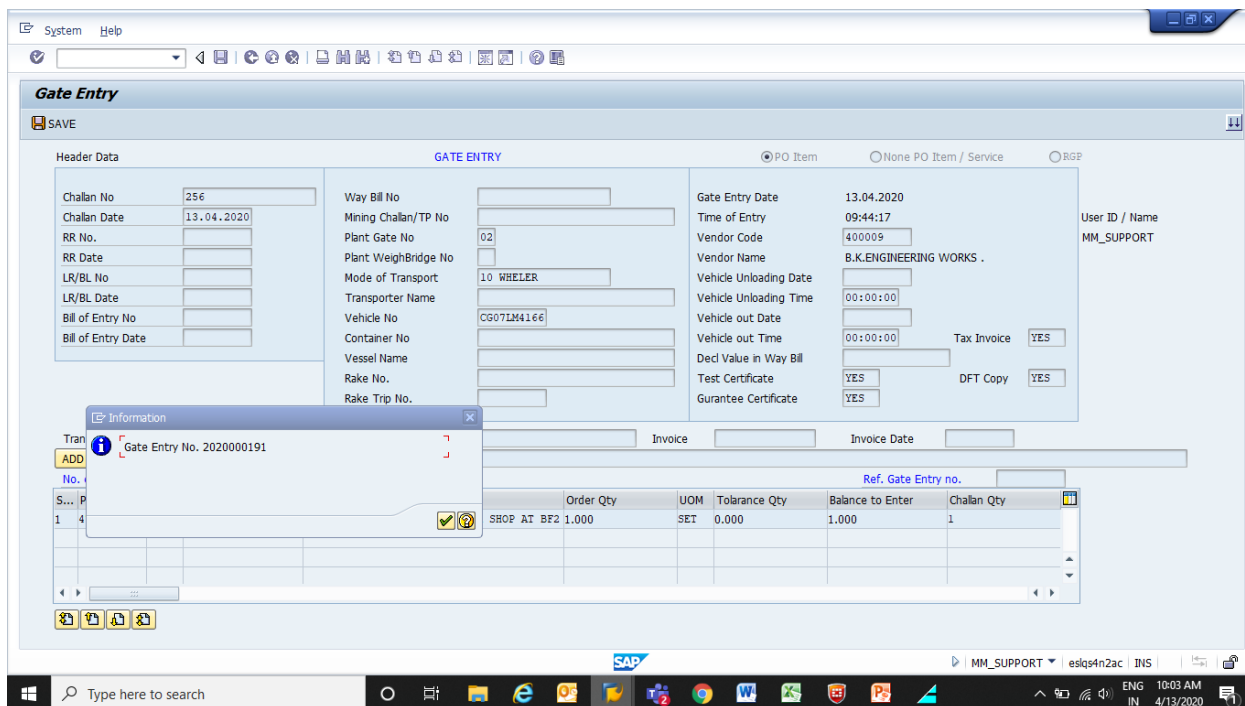 System Help
Gate Entry
SAVE
Header Data GATE ENTRY PO Item None PO Item / Service RGP
Challan No 256 Way Bill No Gate Entry Date 13.04.2020
Challan Date 13.04.2020 Mining Challan/TP No Time of Entry 09:44:17 User ID / Name
RR No. Plant Gate No 02 Vendor Code 400009 MM_SUPPORT
RR Date Plant WeighBridge No Vendor Name B.K.ENGINEERING WORKS .
LR/BL No Mode of Transport 10 WHELER Vehicle Unloading Date
LR/BL Date Transporter Name Vehicle Unloading Time 00:00:00
Bill of Entry No Vehicle No CG07LM4166 Vehicle out Date
Bill of Entry Date Container No Vehicle out Time 00:00:00 Tax Invoice YES
Vessel Name Decl Value in Way Bill
Rake No. Test Certificate YES DFT Copy YES
Rake Trip No. Gurantee Certificate YES
Information
Tran Invoice Invoice Date
Gate Entry No. 2020000191
ADD
No. Ref. Gate Entry no.
S... P Order Qty UOM Tolarance Qty Balance to Enter Challan Qty
1 4 SHOP AT BF2 1.000 SET 0.000 1.000 1
SAP MM_SUPPORT eslqs4n2ac INS
Type here to search ENG 10:03 AM
IN 4/13/2020